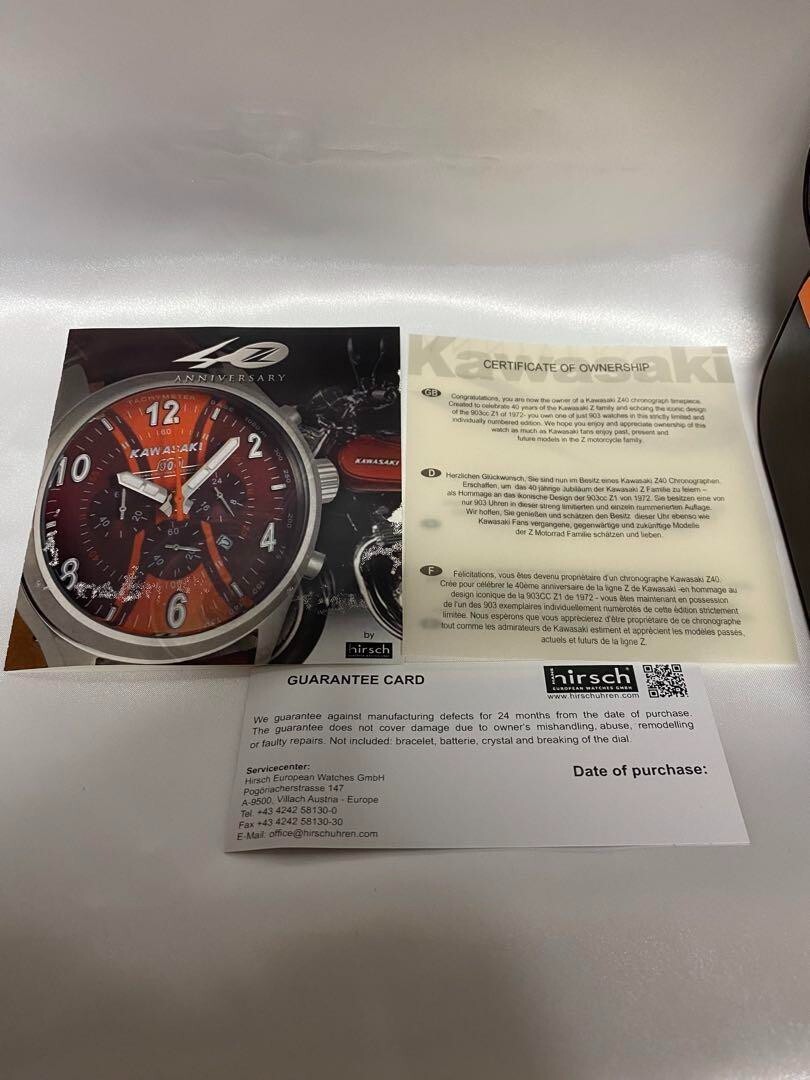 40
ANNIVERSARY
TACHYMETER
12
160
KAWASAKI
10
2
KAWASAKI
24
8
4
8
60
6
by
hirsch
Kawasaki
CERTIFICATE OF OWNERSHIP
GB
Congratulations, you are now the owner of a Kawasaki Z40 chronograph timepiece.
Created to celebrate 40 years of the Kawasaki Z family and echoing the iconic design
of the 903cc Z1 of 1972- you own one of just 903 watches in this strictly limited and
individually numbered edition. We hope you enjoy and appreciate ownership of this
watch as much as Kawasaki fans enjoy past, present and
future models in the Z motorcycle family.
D
Herzlichen Glückwunsch, Sie sind nun im Besitz eines Kawasaki Z40 Chronographen.
Erschaffen, um das 40 jährige Jubiläum der Kawasaki Z Familie zu feiern –
als Hommage an das ikonische Design der 903cc Z1 von 1972. Sie besitzen eine von
nur 903 Uhren in dieser streng limitierten und einzeln nummerierten Auflage.
Wir hoffen, Sie genießen und schätzen den Besitz dieser Uhr ebenso wie
Kawasaki Fans vergangene, gegenwärtige und zukünftige Modelle
der Z Motorrad Familie schätzen und lieben.
F
Félicitations, vous êtes devenu propriétaire d'un chronographe Kawasaki Z40.
Crée pour célébrer le 40ème anniversaire de la ligne Z de Kawasaki -en hommage au
design iconique de la 903CC Z1 de 1972 - vous êtes maintenant en possession
de l'un des 903 exemplaires individuellement numérotés de cette édition strictement
limitée. Nous espérons que vous apprécierez d'être propriétaire de ce chronographe
tout comme les admirateurs de Kawasaki estiment et apprécient les modèles passés,
actuels et futurs de la ligne Z.
GUARANTEE CARD
HANS
hirsch
EUROPEAN WATCHES GMBH
www.hirschuhren.com
We guarantee against manufacturing defects for 24 months from the date of purchase.
The guarantee does not cover damage due to owner's mishandling, abuse, remodelling
or faulty repairs. Not included: bracelet, batterie, crystal and breaking of the dial.
Servicecenter:
Hirsch European Watches GmbH
Pogöriacherstrasse 147
A-9500, Villach Austria - Europe
Tel. +43 4242 58130-0
Fax +43 4242 58130-30
E-Mail: office@hirschuhren.com
Date of purchase: